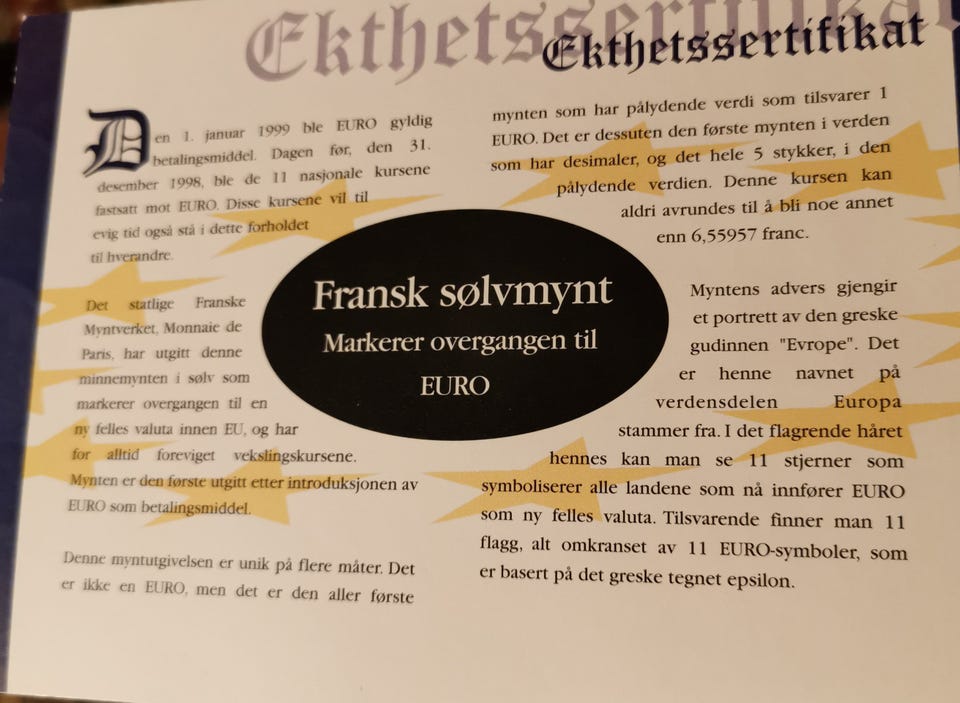 Ekthetssertifikat
Ekthetssertifikat
Den 1. januar 1999 ble EURO gyldig
betalingsmiddel. Dagen før, den 31.
desember 1998, ble de 11 nasjonale kursene
fastsatt mot EURO. Disse kursene vil til
evig tid også stå i dette forholdet
til hverandre.
Det statlige Franske
Myntverket, Monnaie de
Paris, har utgitt denne
minnemynten i sølv som
markerer overgangen til en
ny felles valuta innen EU, og har
for alltid foreviget vekslingskursene.
Mynten er den første utgitt etter introduksjonen av
EURO som betalingsmiddel.
Denne myntutgivelsen er unik på flere måter. Det
er ikke en EURO, men det er den aller første
Fransk sølvmynt
Markerer overgangen til
EURO
mynten som har pålydende verdi som tilsvarer 1
EURO. Det er dessuten den første mynten i verden
som har desimaler, og det hele 5 stykker, i den
pålydende verdien. Denne kursen kan
aldri avrundes til å bli noe annet
enn 6,55957 franc.
Myntens advers gjengir
et portrett av den greske
gudinnen "Evrope". Det
er henne navnet på
verdensdelen Europa
stammer fra. I det flagrende håret
hennes kan man se 11 stjerner som
symboliserer alle landene som nå innfører EURO
som ny felles valuta. Tilsvarende finner man 11
flagg, alt omkranset av 11 EURO-symboler, som
er basert på det greske tegnet epsilon.